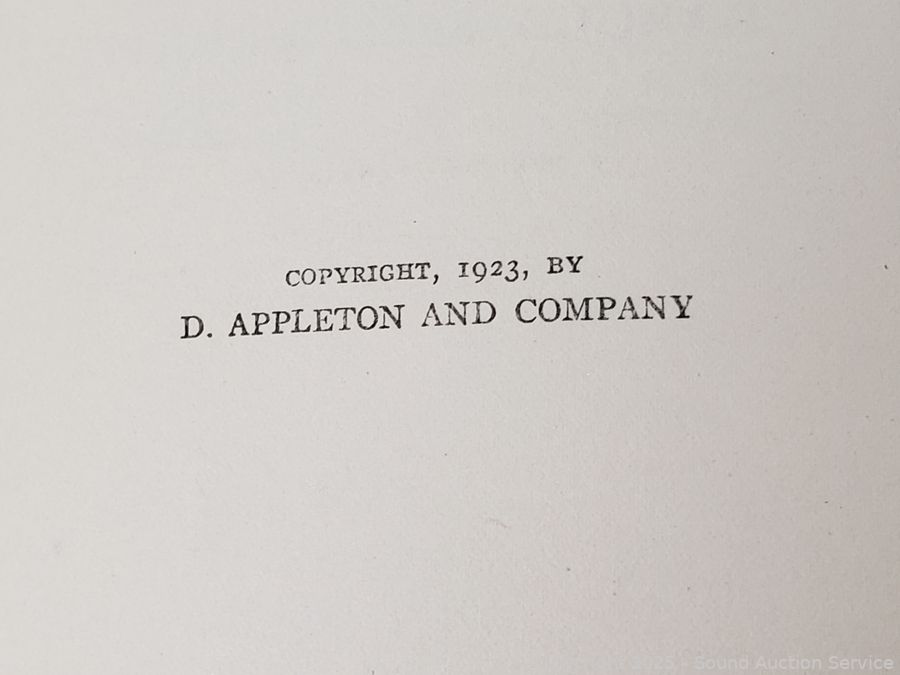 COPYRIGHT, 1923, BY
D. APPLETON AND COMPANY
2025 - Sound Auction Service